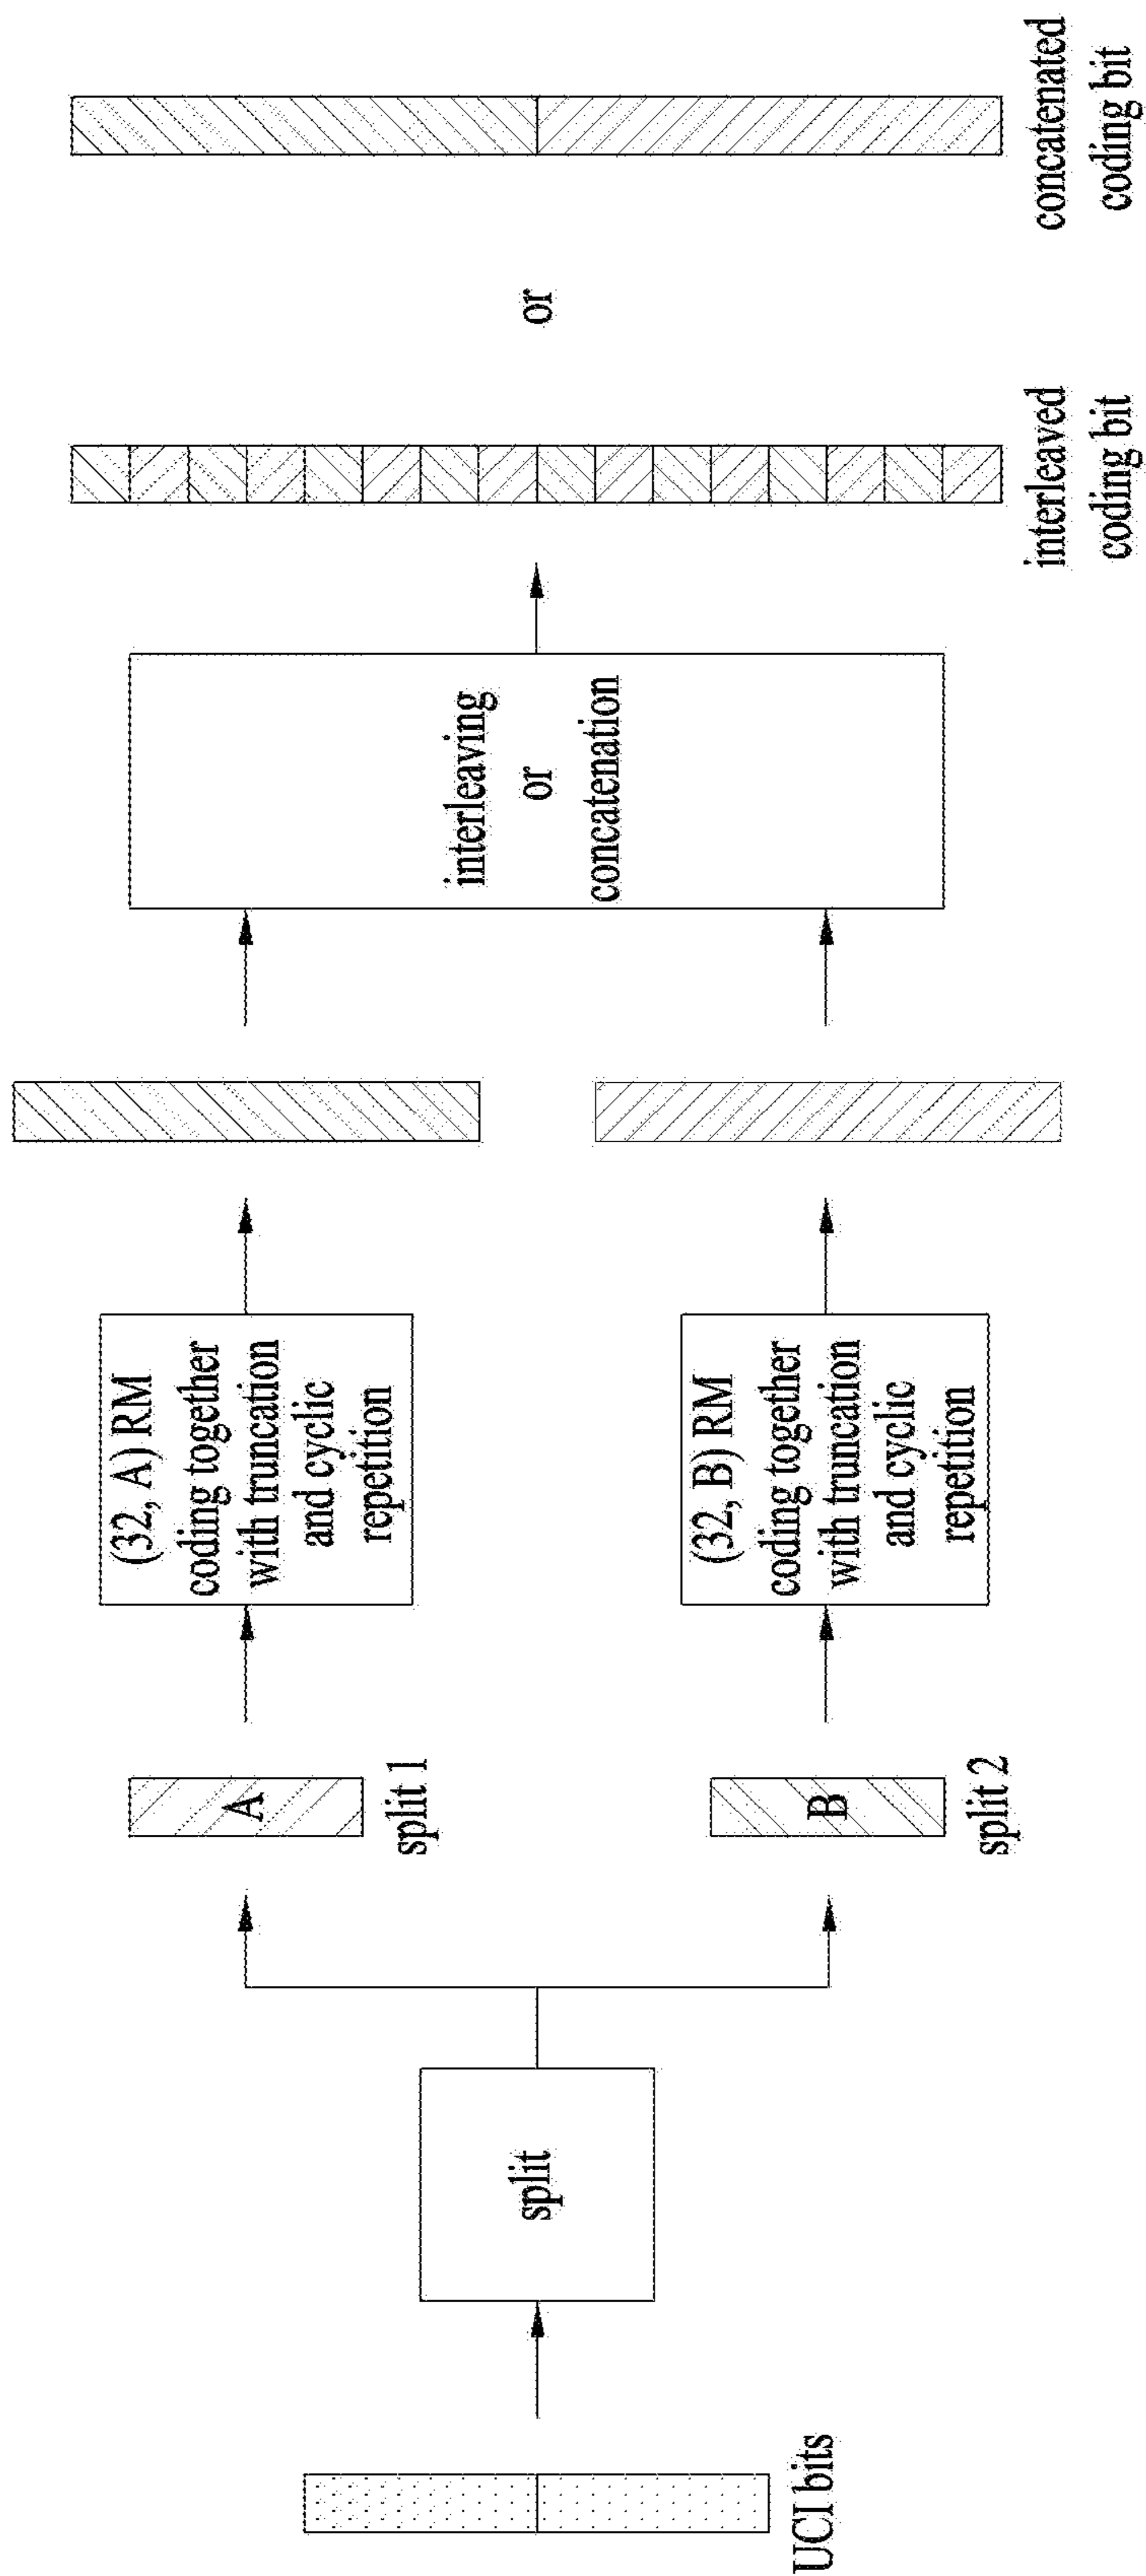 UCI bits
split
A
split 1
B
split 2
(32, A) RM
coding together
with truncation
and cyclic
repetition
(32, B) RM
coding together
with truncation
and cyclic
repetition
interleaving
or
concatenation
interleaved
coding bit
or
concatenated
coding bit